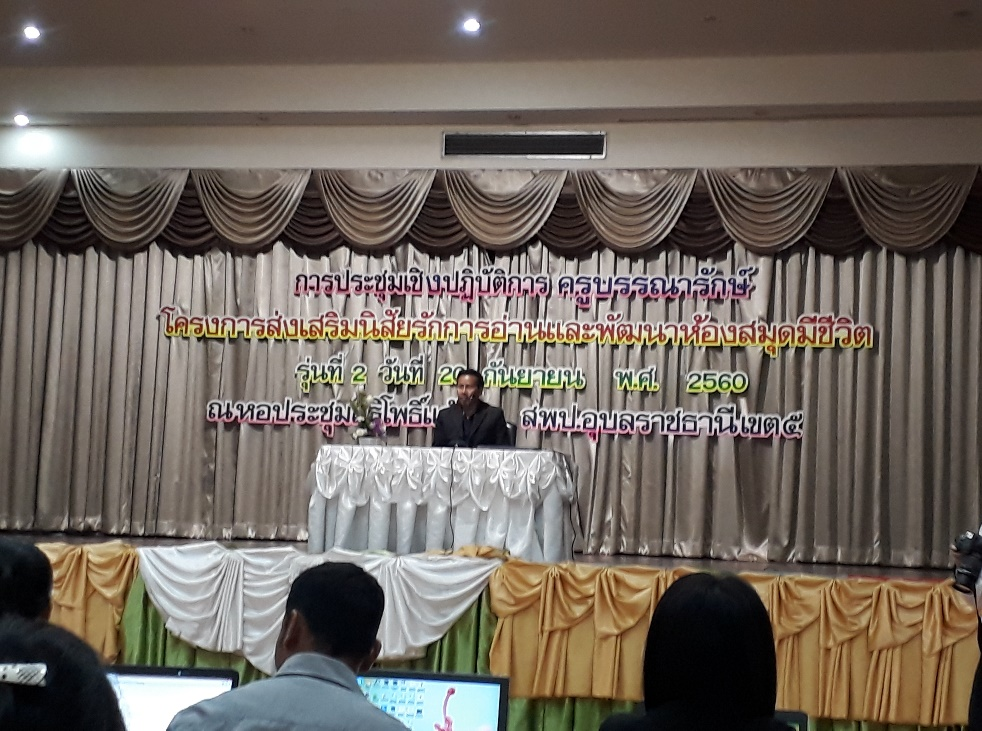 การประชุมเชิงปฏิบัติการ ครูบรรณารักษ์
โครงการส่งเสริมนิสัยรักการอ่านและพัฒนาห้องสมุดมีชีวิต
รุ่นที่ 2 วันที่ กันยายน พ.ศ. 2560
ณหอประชุม สพป.อุบลราชธานีเขต๕